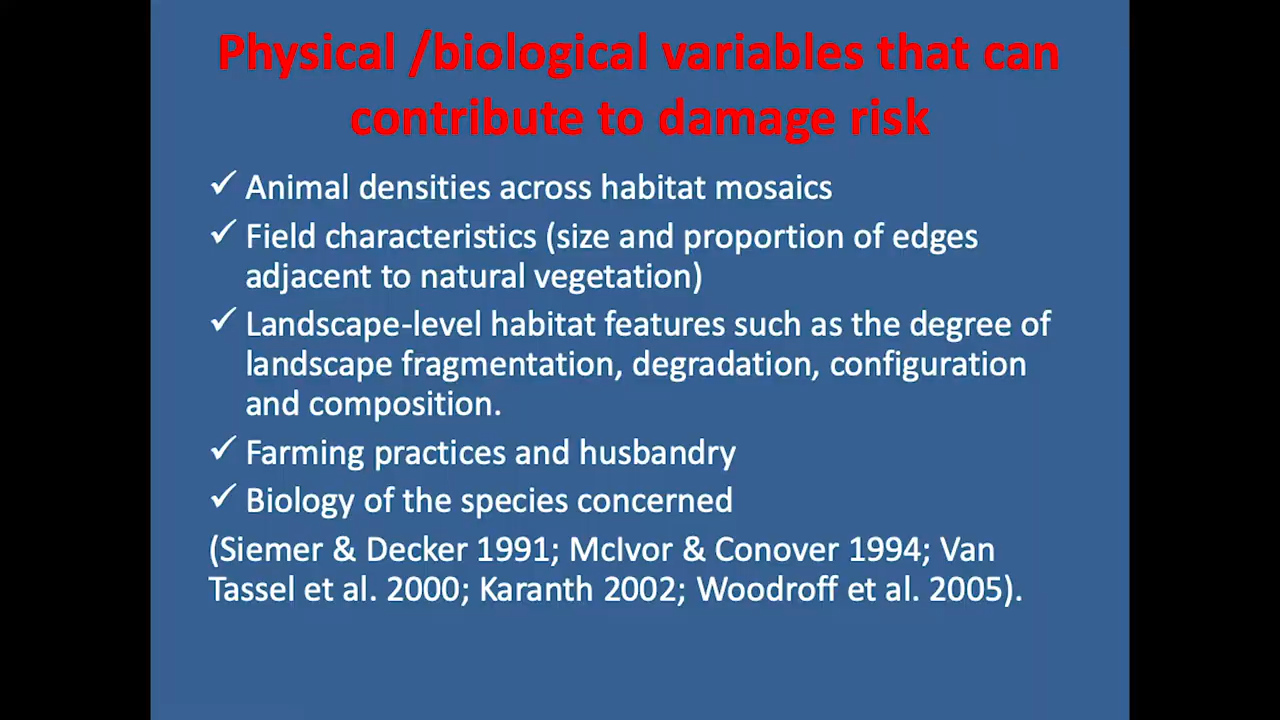 Physical /biological variables that can
contribute to damage risk
✓ Animal densities across habitat mosaics
✓ Field characteristics (size and proportion of edges
adjacent to natural vegetation)
✓ Landscape-level habitat features such as the degree of
landscape fragmentation, degradation, configuration
and composition.
✓ Farming practices and husbandry
✓ Biology of the species concerned
(Siemer & Decker 1991; McIvor & Conover 1994; Van
Tassel et al. 2000; Karanth 2002; Woodroff et al. 2005).